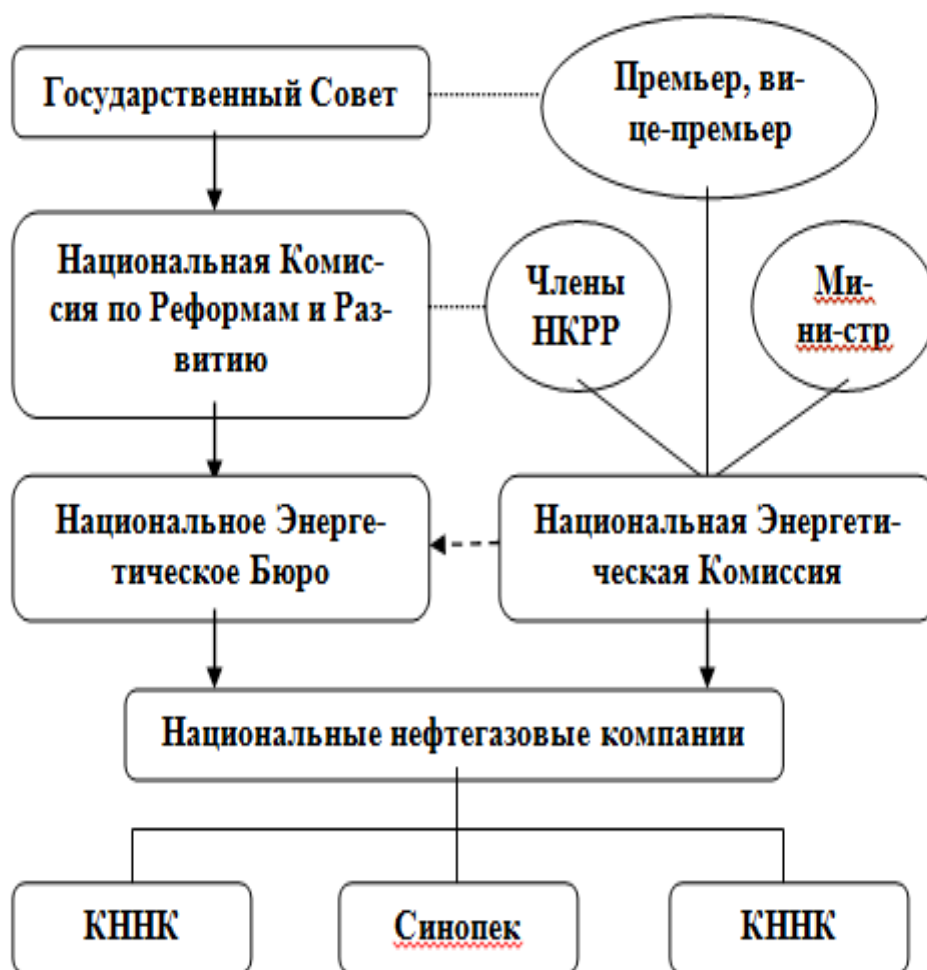 Государственный Совет
Премьер, ви-
це-премьер
Национальная Комис-
сия по Реформам и Раз-
витию
Члены
НКРР
Ми-
ни-стр
Национальное Энерге-
тическое Бюро
Национальная Энергети-
ческая Комиссия
Национальные нефтегазовые компании
КННК
Синопек
КННК